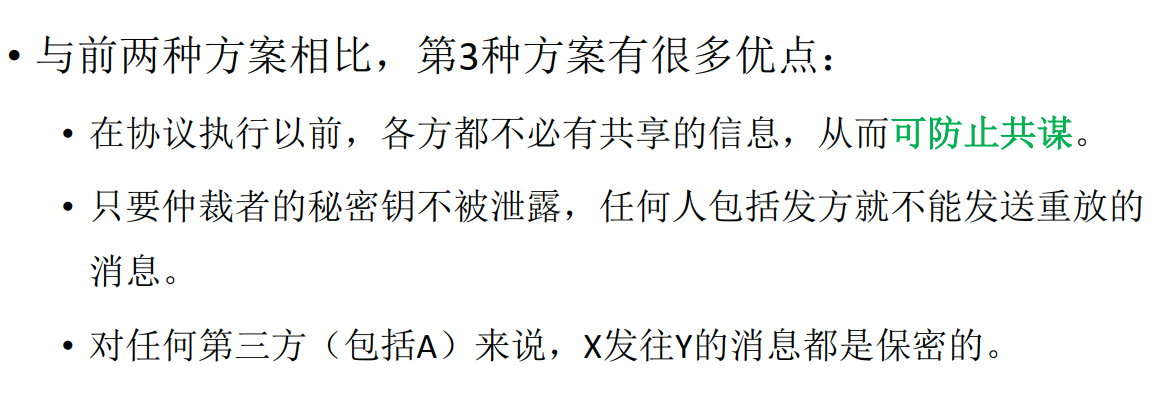 • 与前两种方案相比，第3种方案有很多优点：
• 在协议执行以前，各方都不必有共享的信息，从而可防止共谋。
• 只要仲裁者的秘密钥不被泄露，任何人包括发方就不能发送重放的
消息。
• 对任何第三方（包括A）来说，X发往Y的消息都是保密的。